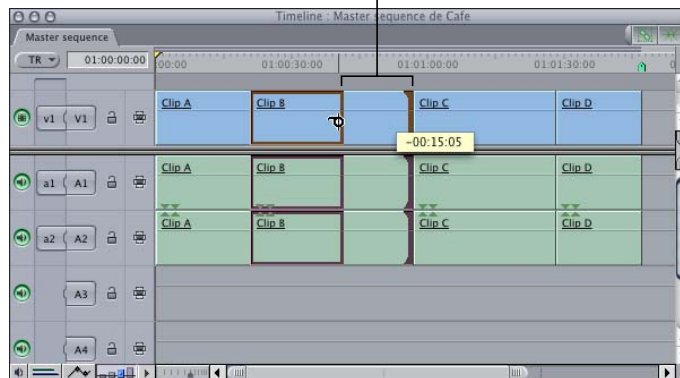 Timeline : Master sequence de Cafe
Master sequence
TR 01:00:00:00 00:00 01:00:30:00 01:01:00:00 01:01:30:00 0
v1 V1 Clip A Clip B Clip C Clip D
-00:15:05
a1 A1 Clip A Clip B Clip C Clip D
a2 A2 Clip A Clip B Clip C Clip D
A3
A4